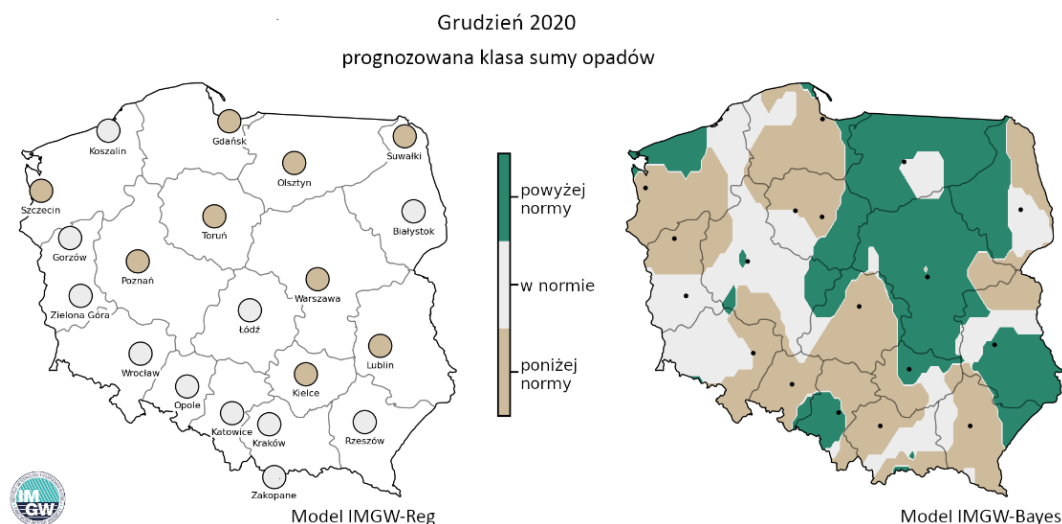 Grudzień 2020
prognozowana klasa sumy opadów
Gdańsk
Koszalin
Suwałki
Olsztyn
Szczecin
Toruń
Białystok
Gorzów
Poznań
Warszawa
Zielona Góra
Łódź
Wrocław
Lublin
Kielce
Opole
Katowice
Kraków
Rzeszów
Zakopane
powyżej
normy
w normie
poniżej
normy
IM
GW
Model IMGW-Reg
Model IMGW-Bayes